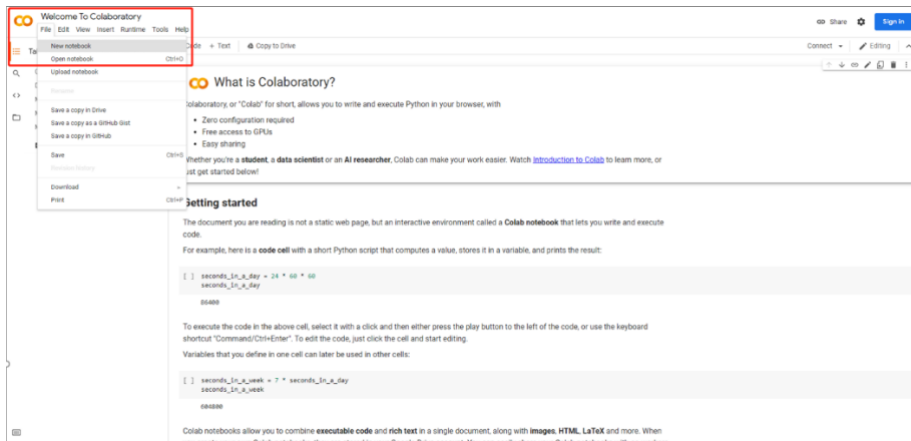 Welcome To Colaboratory
File Edit View Insert Runtime Tools Help
Share
Sign in
New notebook
Open notebook Ctrl+O
Upload notebook
Rename
Save a copy in Drive
Save a copy as a GitHub Gist
Save a copy in GitHub
Save Ctrl+S
Download
Print Ctrl+P
+ Text Copy to Drive
Connect Editing
What is Colaboratory?
olaboratory, or "Colab" for short, allows you to write and execute Python in your browser, with
• Zero configuration required
• Free access to GPUs
• Easy sharing
hether you're a student, a data scientist or an AI researcher, Colab can make your work easier. Watch Introduction to Colab to learn more, or
ust get started below!
Getting started
The document you are reading is not a static web page, but an interactive environment called a Colab notebook that lets you write and execute
code.
For example, here is a code cell with a short Python script that computes a value, stores it in a variable, and prints the result:
[ ] seconds_in_a_day = 24 * 60 * 60
seconds_in_a_day
86400
To execute the code in the above cell, select it with a click and then either press the play button to the left of the code, or use the keyboard
shortcut "Command/Ctrl+Enter". To edit the code, just click the cell and start editing.
Variables that you define in one cell can later be used in other cells:
[ ] seconds_in_a_week = 7 * seconds_in_a_day
seconds_in_a_week
604800
Colab notebooks allow you to combine executable code and rich text in a single document, along with images, HTML, LaTeX and more. When